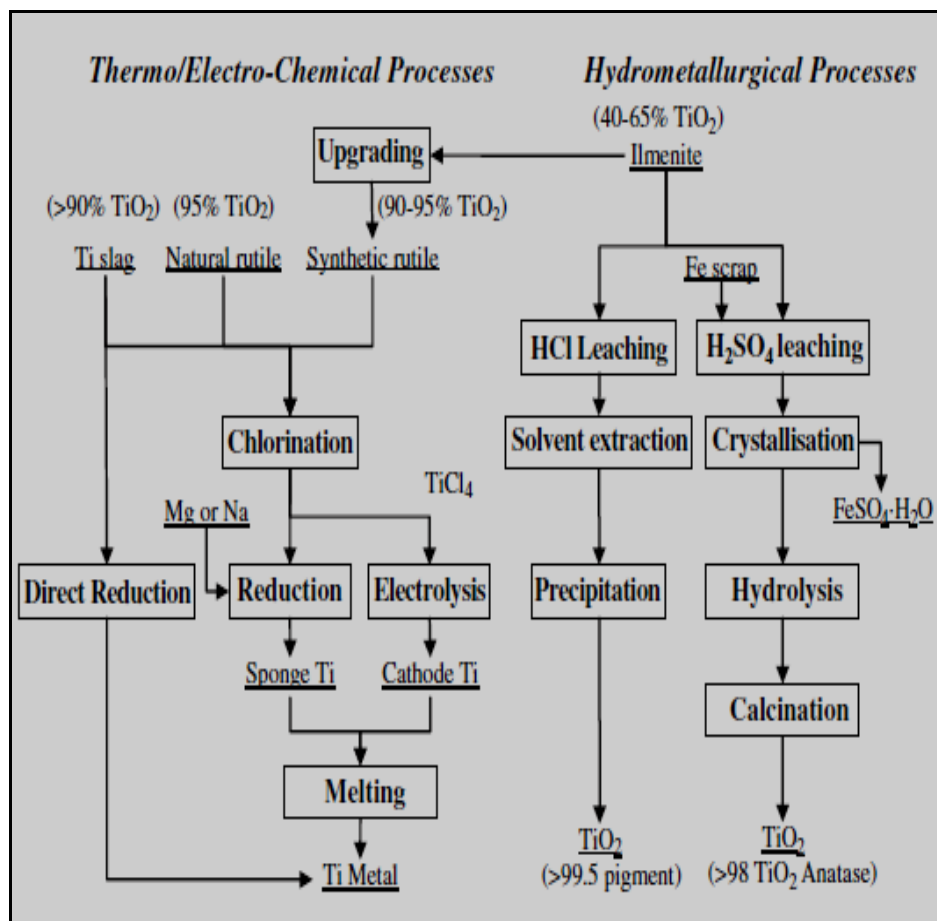 Thermo/Electro-Chemical Processes
Hydrometallurgical Processes
(40-65% TiO₂)
Upgrading
Ilmenite
(>90% TiO₂)
(95% TiO₂)
(90-95% TiO₂)
Ti slag
Natural rutile
Synthetic rutile
Fe scrap
HCl Leaching
H₂SO₄ leaching
Chlorination
Solvent extraction
Crystallisation
TiCl₄
Mg or Na
FeSO₄·H₂O
Direct Reduction
Reduction
Electrolysis
Precipitation
Hydrolysis
Sponge Ti
Cathode Ti
Calcination
Melting
TiO₂
(>99.5 pigment)
TiO₂
(>98 TiO₂ Anatase)
Ti Metal